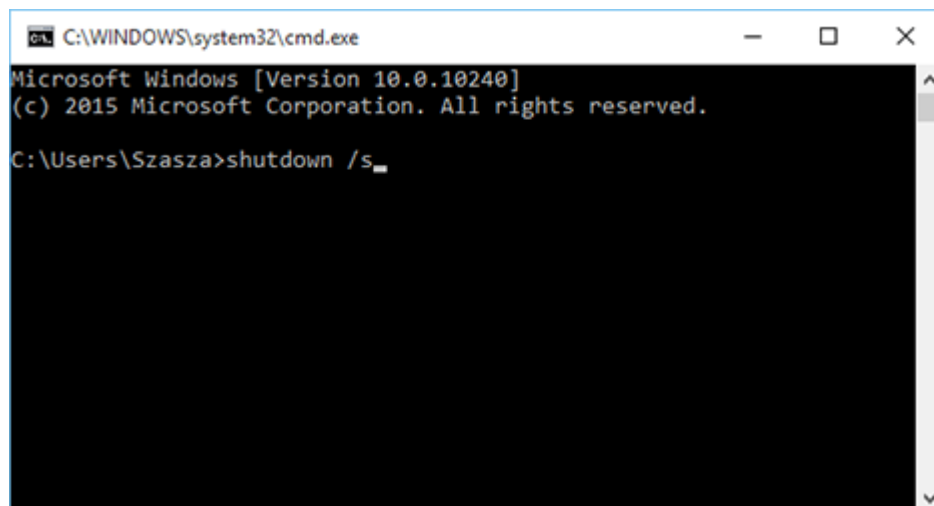 C:\WINDOWS\system32\cmd.exe
Microsoft Windows [Version 10.0.10240]
(c) 2015 Microsoft Corporation. All rights reserved.
C:\Users\Szasza>shutdown /s